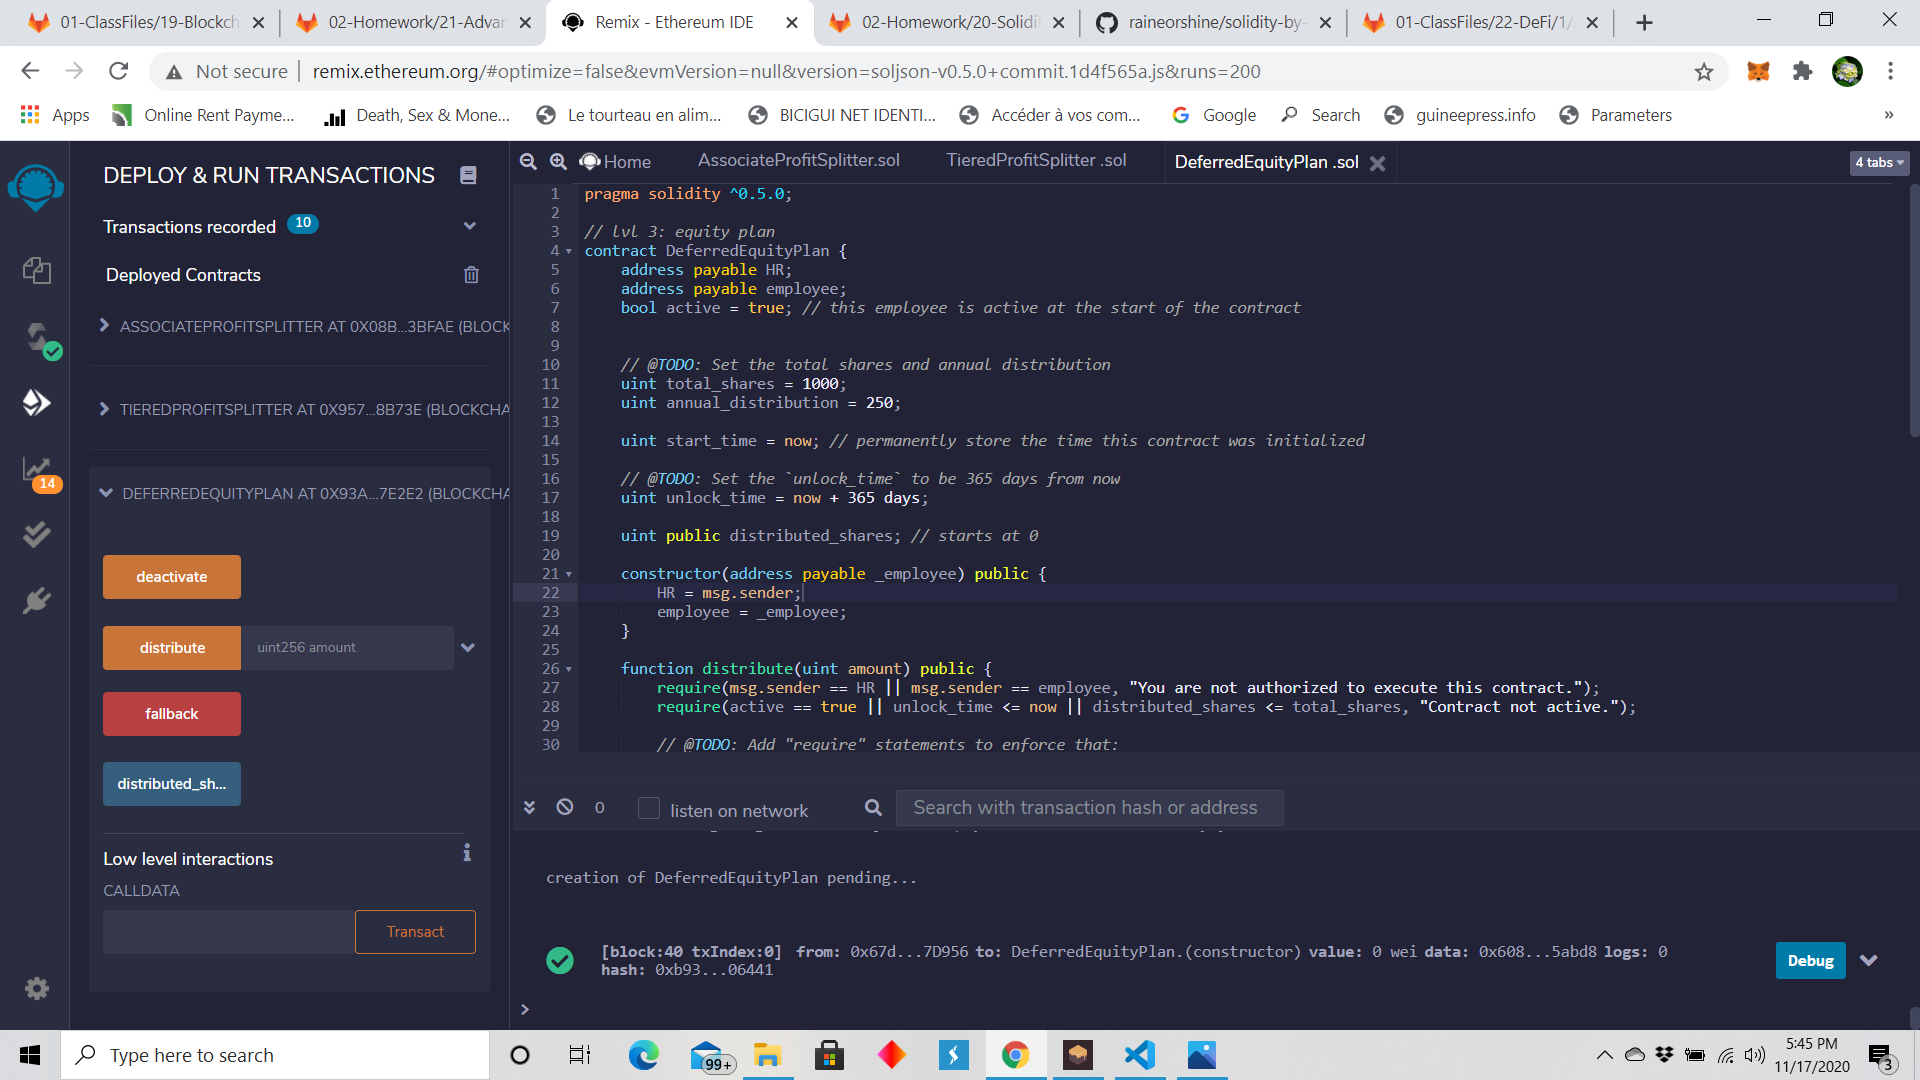 01-ClassFiles/19-Blockch
02-Homework/21-Advar
Remix - Ethereum IDE
02-Homework/20-Solidit
raineorshine/solidity-by-
01-ClassFiles/22-DeFi/1/
Not secure
remix.ethereum.org/#optimize=false&evmVersion=null&version=soljson-v0.5.0+commit.1d4f565a.js&runs=200
Apps
Online Rent Payme...
Death, Sex & Mone...
Le tourteau en alim...
BICIGUI NET IDENTI...
Accéder à vos com...
Google
Search
guineepress.info
Parameters
»
DEPLOY & RUN TRANSACTIONS
Transactions recorded 10
Deployed Contracts
ASSOCIATEPROFITSPLITTER AT 0X08B...3BFAE (BLOCK
TIEREDPROFITSPLITTER AT 0X957...8B73E (BLOCKCHA
14
DEFERREDEQUITYPLAN AT 0X93A...7E2E2 (BLOCKCHA
deactivate
distribute uint256 amount
fallback
distributed_sh...
Low level interactions
CALLDATA
Transact
Home
AssociateProfitSplitter.sol
TieredProfitSplitter .sol
DeferredEquityPlan .sol
4 tabs
1 pragma solidity ^0.5.0;
2
3 // lvl 3: equity plan
4 contract DeferredEquityPlan {
5 address payable HR;
6 address payable employee;
7 bool active = true; // this employee is active at the start of the contract
8
9
10 // @TODO: Set the total shares and annual distribution
11 uint total_shares = 1000;
12 uint annual_distribution = 250;
13
14 uint start_time = now; // permanently store the time this contract was initialized
15
16 // @TODO: Set the `unlock_time` to be 365 days from now
17 uint unlock_time = now + 365 days;
18
19 uint public distributed_shares; // starts at 0
20
21 constructor(address payable _employee) public {
22 HR = msg.sender;
23 employee = _employee;
24 }
25
26 function distribute(uint amount) public {
27 require(msg.sender == HR || msg.sender == employee, "You are not authorized to execute this contract.");
28 require(active == true || unlock_time <= now || distributed_shares <= total_shares, "Contract not active.");
29
30 // @TODO: Add "require" statements to enforce that:
0
listen on network
Search with transaction hash or address
creation of DeferredEquityPlan pending...
[block:40 txIndex:0] from: 0x67d...7D956 to: DeferredEquityPlan.(constructor) value: 0 wei data: 0x608...5abd8 logs: 0
hash: 0xb93...06441
Debug
>
Type here to search
99+
5:45 PM
11/17/2020
3